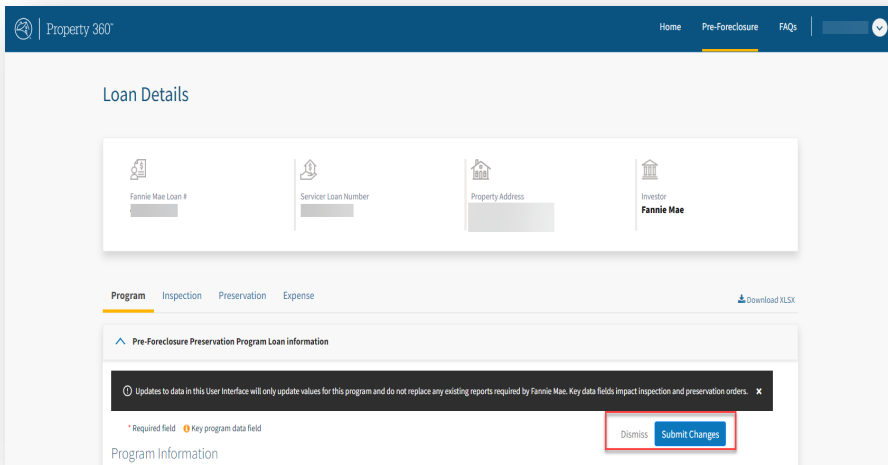 Property 360™
Home Pre-Foreclosure FAQs
Loan Details
Fannie Mae Loan # Servicer Loan Number Property Address Investor
Fannie Mae
Program Inspection Preservation Expense
Download XLSX
Pre-Foreclosure Preservation Program Loan information
Updates to data in this User Interface will only update values for this program and do not replace any existing reports required by Fannie Mae. Key data fields impact inspection and preservation orders.
* Required field Key program data field
Dismiss Submit Changes
Program Information